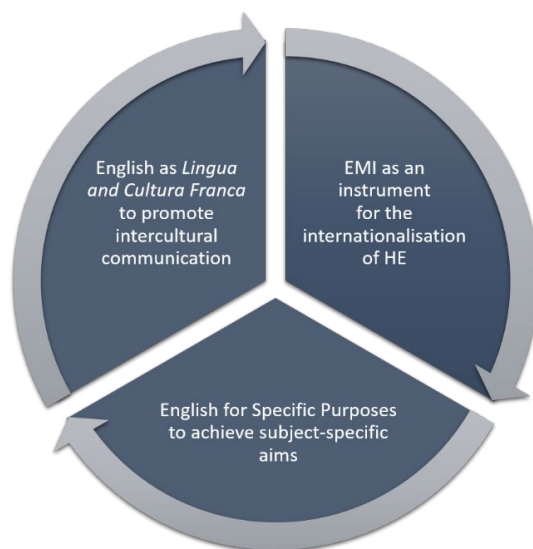 English as Lingua
and Cultura Franca
to promote
intercultural
communication
EMI as an
instrument
for the
internationalisation
of HE
English for Specific Purposes
to achieve subject-specific
aims